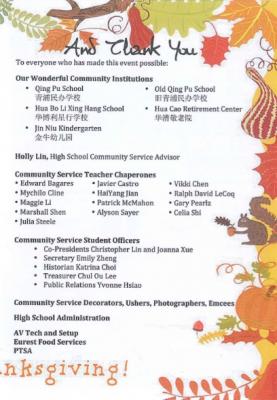 And Thank You
To everyone who has made this event possible:
Our Wonderful Community Institutions
• Qing Pu School
青浦民办学校
• Old Qing Pu School
旧青浦民办学校
• Hua Bo Li Xing Hang School
华博利星行学校
• Hua Cao Retirement Center
华漕敬老院
• Jin Niu Kindergarten
金牛幼儿园
Holly Lin, High School Community Service Advisor
Community Service Teacher Chaperones
• Edward Bagares
• Javier Castro
• Vikki Chen
• Mychilo Cline
• HaiYang Jian
• Ralph David LeCoq
• Maggie Li
• Patrick McMahon
• Gary Pearlz
• Marshall Shen
• Alyson Sayer
• Celia Shi
• Julia Steele
Community Service Student Officers
• Co-Presidents Christopher Lin and Joanna Xue
• Secretary Emily Zheng
• Historian Katrina Choi
• Treasurer Chul Ou Lee
• Public Relations Yvonne Hsiao
Community Service Decorators, Ushers, Photographers, Emcees
High School Administration
AV Tech and Setup
Eurest Food Services
PTSA
nksgiving!